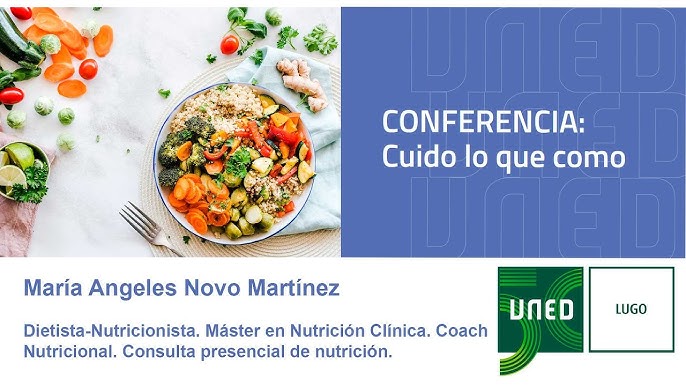 UNED
UNED
UNED
CONFERENCIA:
Cuido lo que como
María Angeles Novo Martínez
Dietista-Nutricionista. Máster en Nutrición Clínica. Coach
Nutricional. Consulta presencial de nutrición.
UNED
LUGO